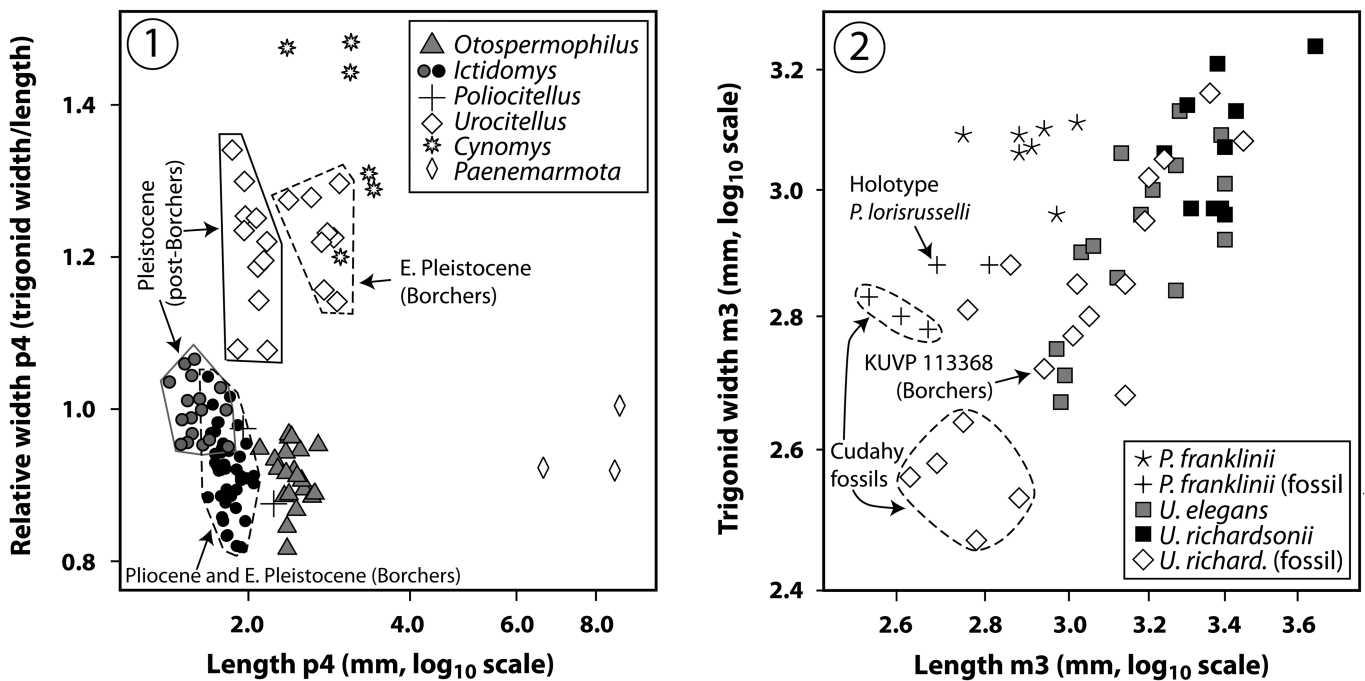 1
Otospermophilus
Ictidomys
Poliocitellus
Urocitellus
Cynomys
Paenemarmota
Relative width p4 (trigonid width/length)
1.4
1.2
1.0
0.8
Pleistocene
(post-Borchers)
E. Pleistocene
(Borchers)
Pliocene and E. Pleistocene (Borchers)
2.0 4.0 6.0 8.0
Length p4 (mm, log10 scale)
2
Trigonid width m3 (mm, log10 scale)
3.2
3.0
2.8
2.6
2.4
Holotype
P. lorisrusselli
KUVP 113368
(Borchers)
Cudahy
fossils
P. franklinii
P. franklinii (fossil
U. elegans
U. richardsonii
U. richard. (fossil)
2.6 2.8 3.0 3.2 3.4 3.6
Length m3 (mm, log10 scale)